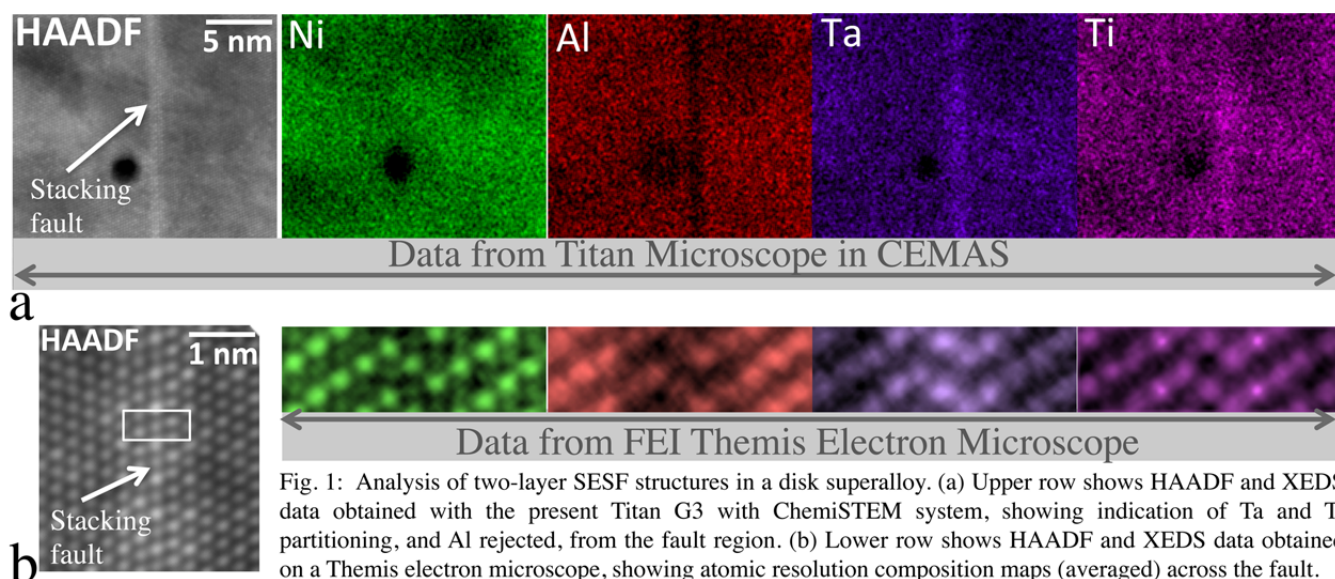 HAADF 5 nm Ni Al Ta Ti
Stacking
fault
Data from Titan Microscope in CEMAS
a
HAADF 1 nm
Data from FEI Themis Electron Microscope
Stacking
fault
b
Fig. 1: Analysis of two-layer SESF structures in a disk superalloy. (a) Upper row shows HAADF and XEDS
data obtained with the present Titan G3 with ChemiSTEM system, showing indication of Ta and T
partitioning, and Al rejected, from the fault region. (b) Lower row shows HAADF and XEDS data obtained
on a Themis electron microscope, showing atomic resolution composition maps (averaged) across the fault.